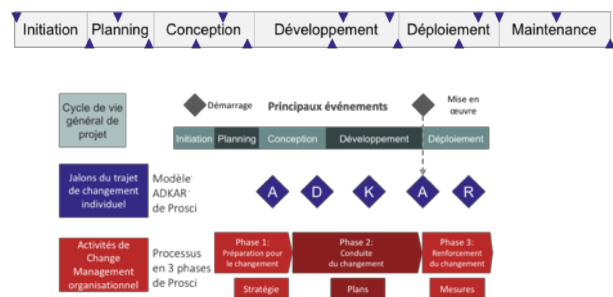 Initiation Planning Conception Développement Déploiement Maintenance
Cycle de vie
général de
projet
Démarrage
Principaux événements
Mise en
œuvre
Initiation Planning Conception Développement Déploiement
Jalons du trajet
de changement
individuel
Modèle
ADKAR
de Prosci
A D K A R
Activités de
Change
Management
organisationnel
Processus
en 3 phases
de Prosci
Phase 1:
Préparation pour
le changement
Phase 2:
Conduite
du changement
Phase 3:
Renforcement
du changement
Stratégie
Plans
Mesures